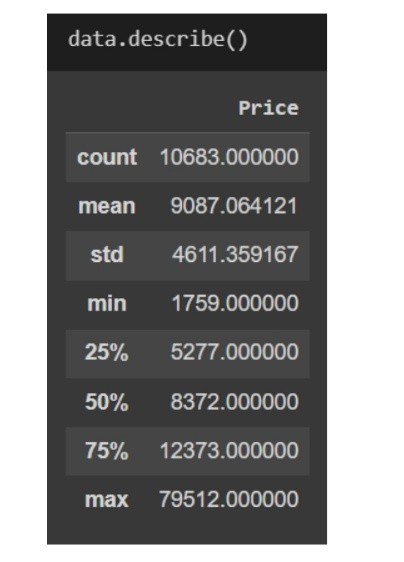 data.describe()
Price
count 10683.000000
mean 9087.064121
std 4611.359167
min 1759.000000
25% 5277.000000
50% 8372.000000
75% 12373.000000
max 79512.000000